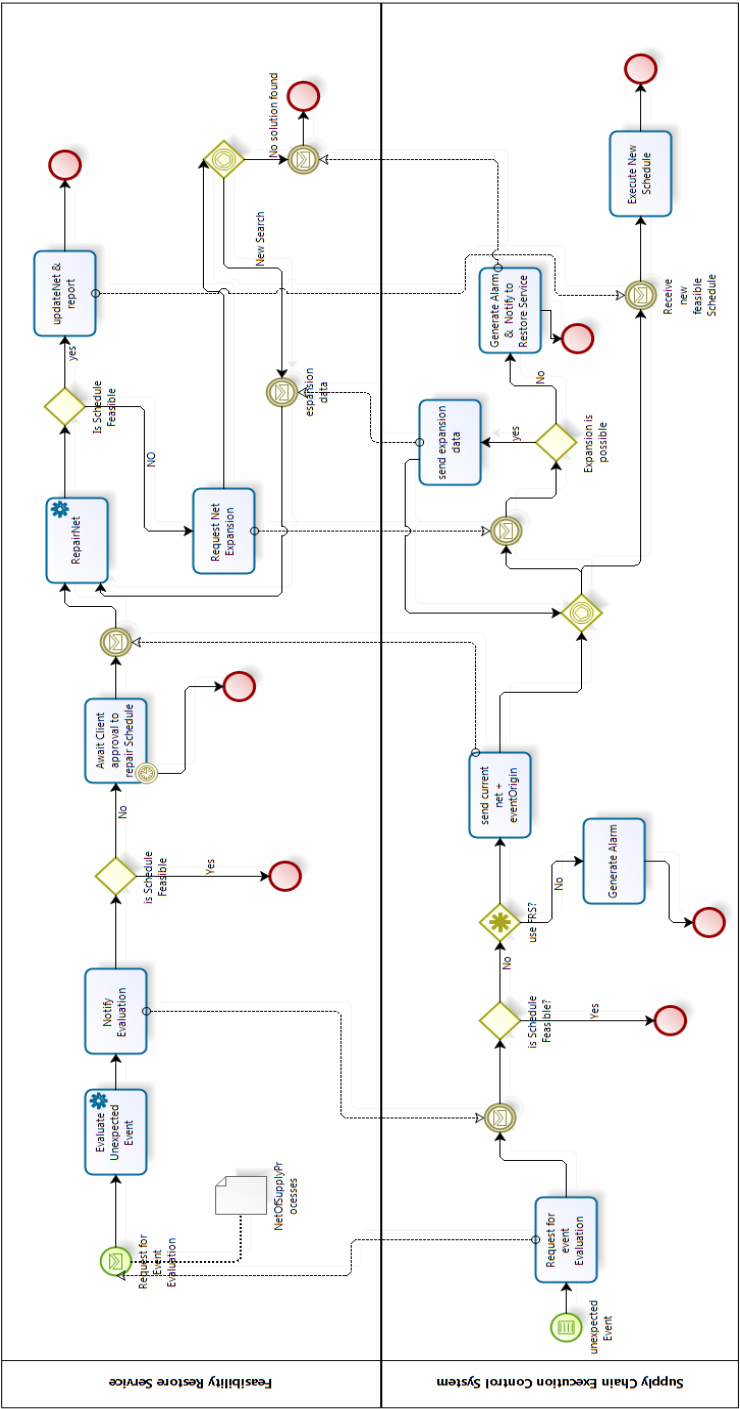 Feasibility Restore Service
Request for
Event
Evaluation
NetOfSupplyPr
ocesses
Evaluate
Unexpected
Event
Notify
Evaluation
is Schedule
Feasible
Yes
No
Await Client
approval to
repair Schedule
RepairNet
Is Schedule
Feasible
yes
NO
updateNet &
report
Request Net
Expansion
New Search
No solution found
espansion
data
Supply Chain Execution Control System
unexpected
Event
Request for
event
Evaluation
is Schedule
Feasible?
Yes
No
use FRS?
No
Generate Alarm
send current
net +
eventOrigin
send expansion
data
yes
Expansion is
possible
No
Generate Alarm
& Notify to
Restore Service
Receive
new
feasible
Schedule
Execute New
Schedule